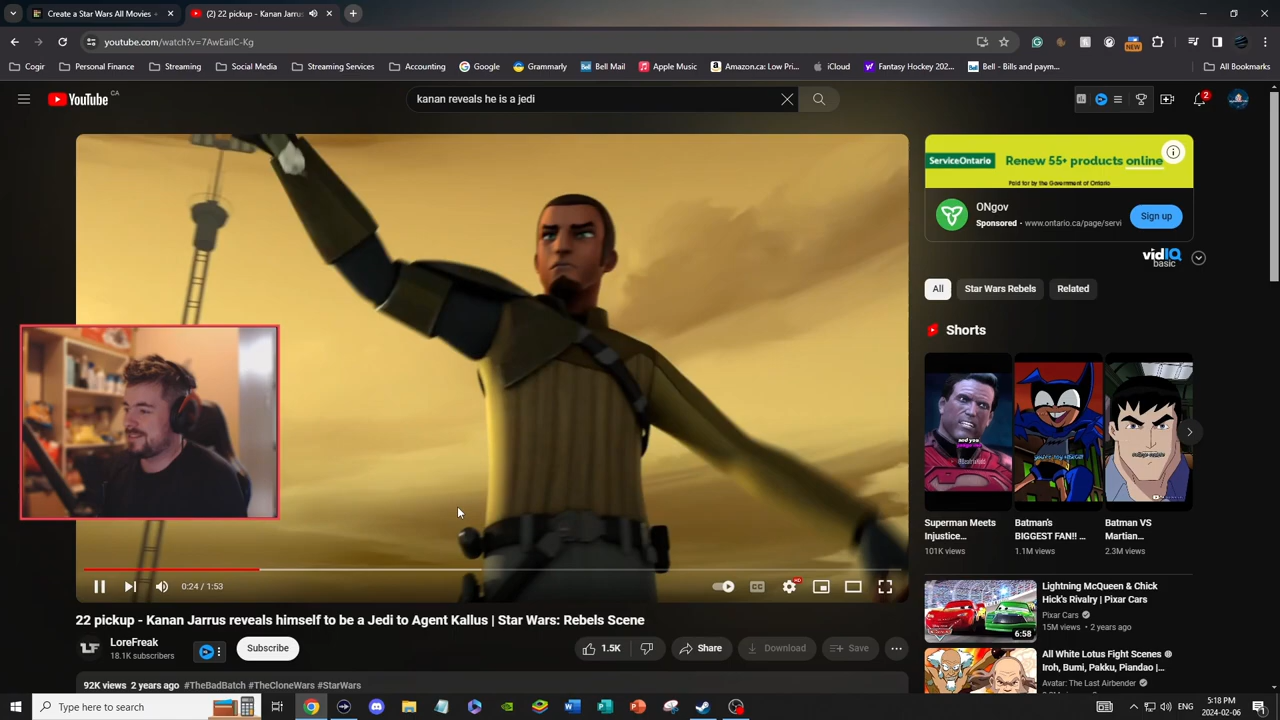 Create a Star Wars All Movies
(2) 22 pickup - Kanan Jarrus
youtube.com/watch?v=7AwEailC-Kg
NEW
Cogir
Personal Finance
Streaming
Social Media
Streaming Services
Accounting
Google
Grammarly
Bell Mail
Apple Music
Amazon.ca: Low Pri...
iCloud
Fantasy Hockey 202...
Bell - Bills and paym...
All Bookmarks
YouTube CA
kanan reveals he is a jedi
2
ServiceOntario
Renew 55+ products online
Paid for by the Government of Ontario
ONgov
Sponsored · www.ontario.ca/page/servi
Sign up
vidIQ
basic
All
Star Wars Rebels
Related
Shorts
and you
Superman Meets
Injustice...
101K views
Batman's
BIGGEST FAN!! ...
1.1M views
Batman VS
Martian...
2.3M views
0:24 / 1:53
CC
HD
Lightning McQueen & Chick
Hick's Rivalry | Pixar Cars
Pixar Cars
15M views · 2 years ago
6:58
All White Lotus Fight Scenes
Iroh, Bumi, Pakku, Piandao |...
Avatar: The Last Airbender
22 pickup - Kanan Jarrus reveals himself to be a Jedi to Agent Kallus | Star Wars: Rebels Scene
LoreFreak
18.1K subscribers
Subscribe
1.5K
Share
Download
Save
92K views 2 years ago #TheBadBatch #TheCloneWars #StarWars
Type here to search
ENG
5:18 PM
2024-02-06
1